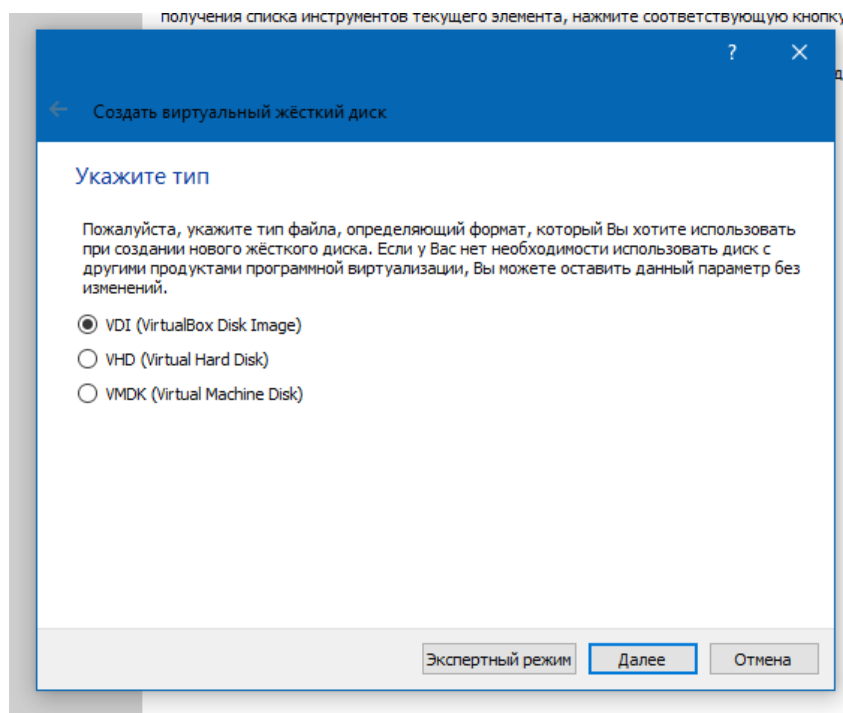 получения списка инструментов текущего элемента, нажмите соответствующую кнопку
?
Создать виртуальный жёсткий диск
Укажите тип
Пожалуйста, укажите тип файла, определяющий формат, который Вы хотите использовать
при создании нового жёсткого диска. Если у Вас нет необходимости использовать диск с
другими продуктами программной виртуализации, Вы можете оставить данный параметр без
изменений.
VDI (VirtualBox Disk Image)
VHD (Virtual Hard Disk)
VMDK (Virtual Machine Disk)
Экспертный режим Далее Отмена